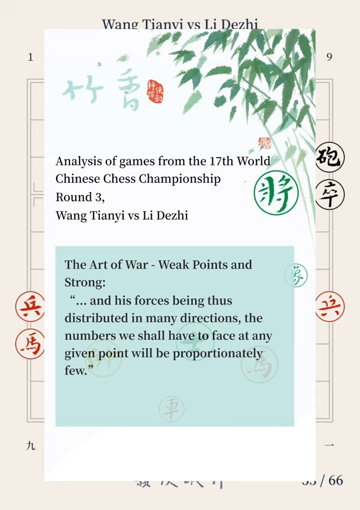 Wang Tianyi vs Li Dezhi
1
9
竹香
Analysis of games from the 17th World
Chinese Chess Championship
Round 3,
Wang Tianyi vs Li Dezhi
砲
將
卒
The Art of War - Weak Points and
Strong:
“... and his forces being thus
distributed in many directions, the
numbers we shall have to face at any
given point will be proportionately
few.”
兵
兵
馬
馬
車
九
一
/ 66